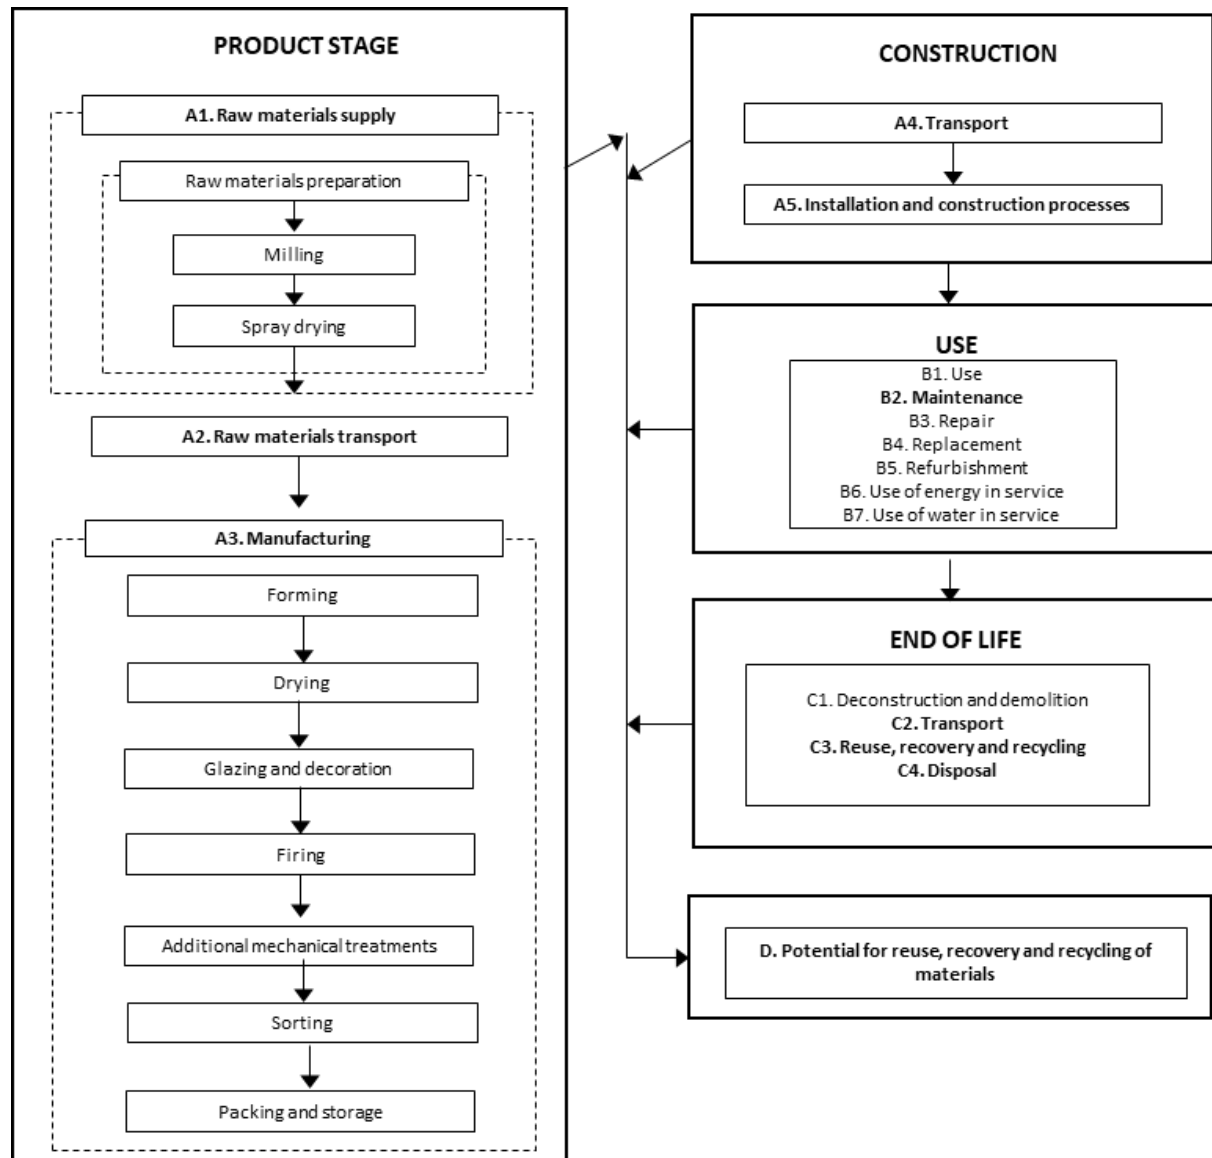 PRODUCT STAGE
A1. Raw materials supply
Raw materials preparation
Milling
Spray drying
A2. Raw materials transport
A3. Manufacturing
Forming
Drying
Glazing and decoration
Firing
Additional mechanical treatments
Sorting
Packing and storage
CONSTRUCTION
A4. Transport
A5. Installation and construction processes
USE
B1. Use
B2. Maintenance
B3. Repair
B4. Replacement
B5. Refurbishment
B6. Use of energy in service
B7. Use of water in service
END OF LIFE
C1. Deconstruction and demolition
C2. Transport
C3. Reuse, recovery and recycling
C4. Disposal
D. Potential for reuse, recovery and recycling of
materials